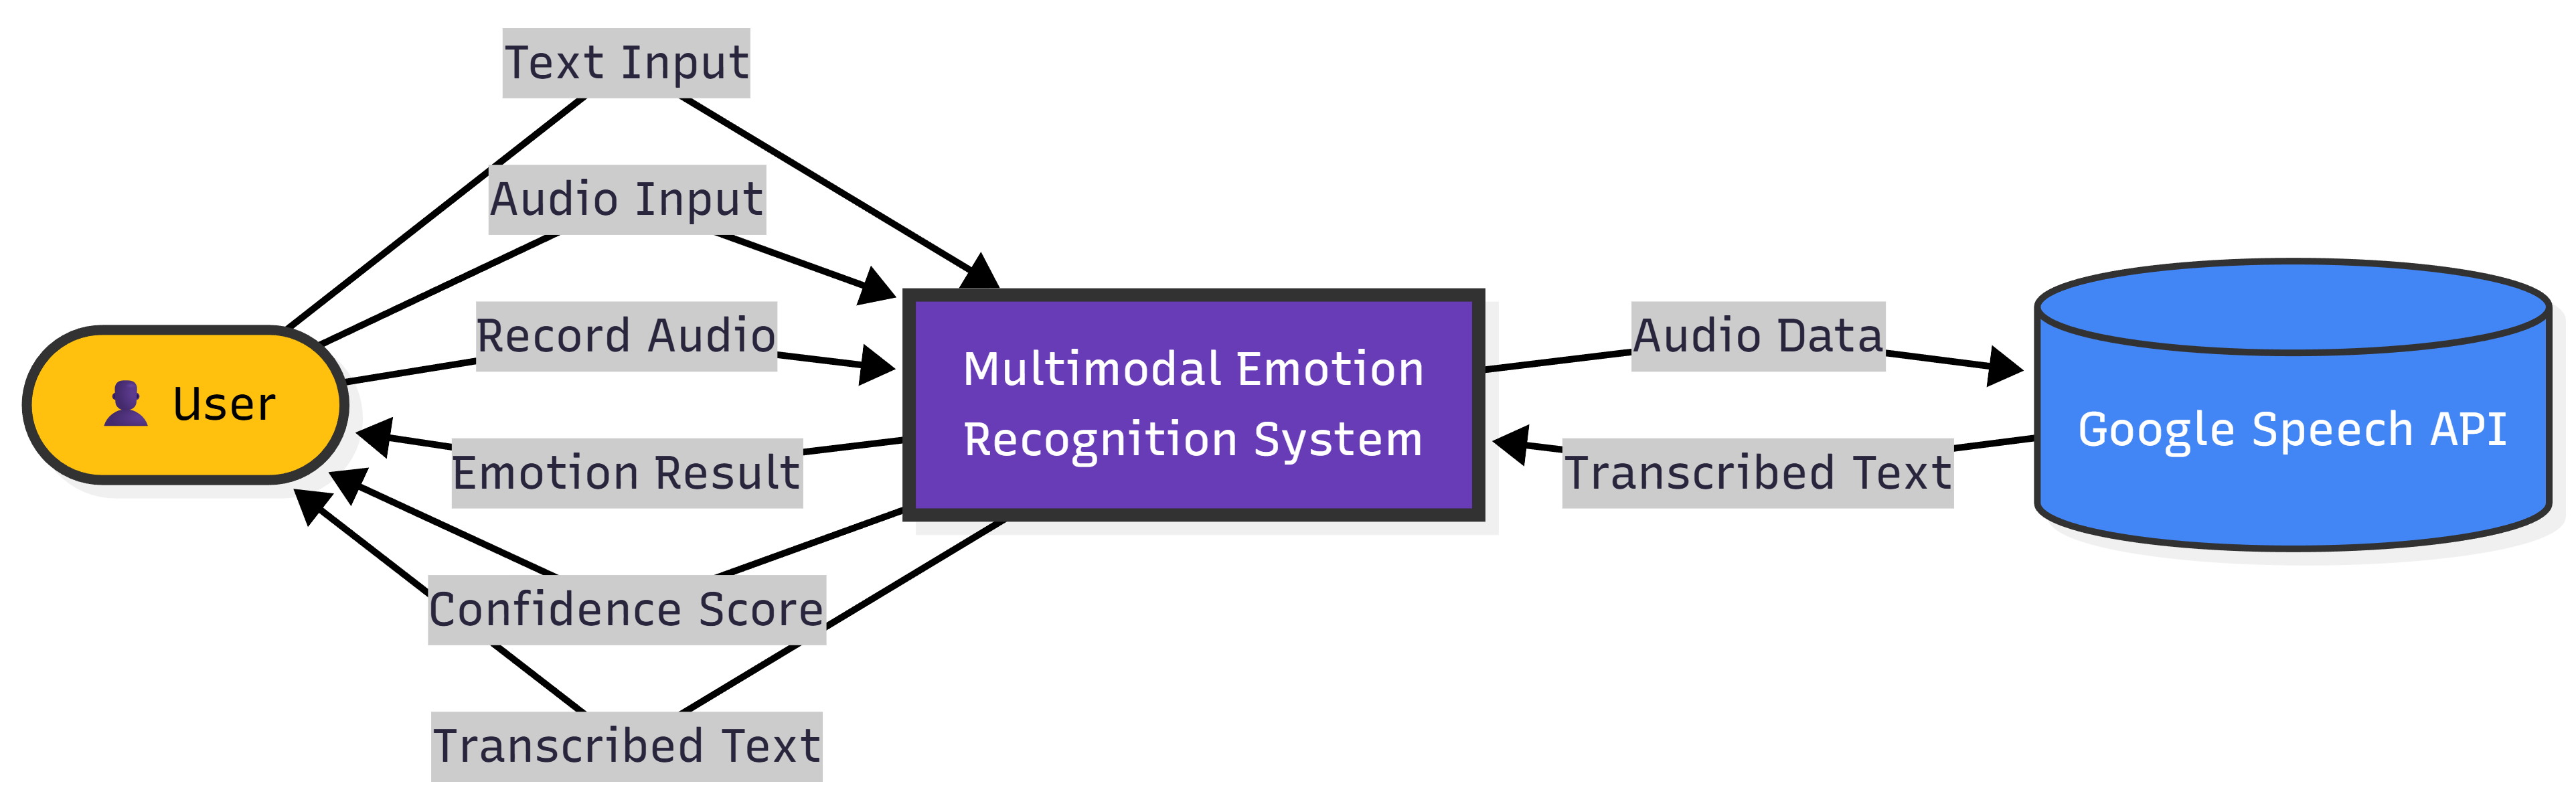 Text Input
Audio Input
Record Audio
Emotion Result
Confidence Score
Transcribed Text
User
Multimodal Emotion
Recognition System
Audio Data
Transcribed Text
Google Speech API